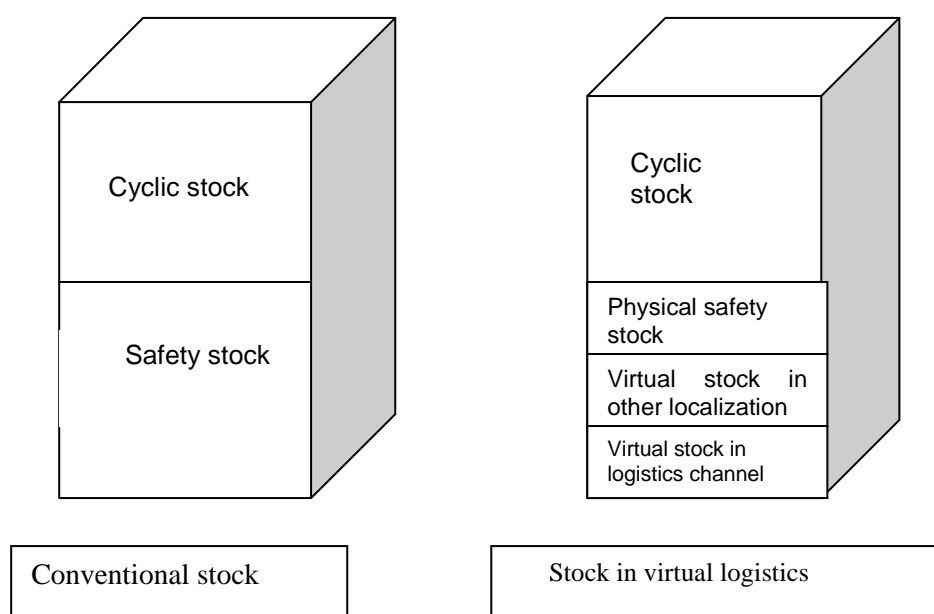 Cyclic stock
Safety stock
Conventional stock
Cyclic
stock
Physical safety
stock
Virtual stock in
other localization
Virtual stock in
logistics channel
Stock in virtual logistics